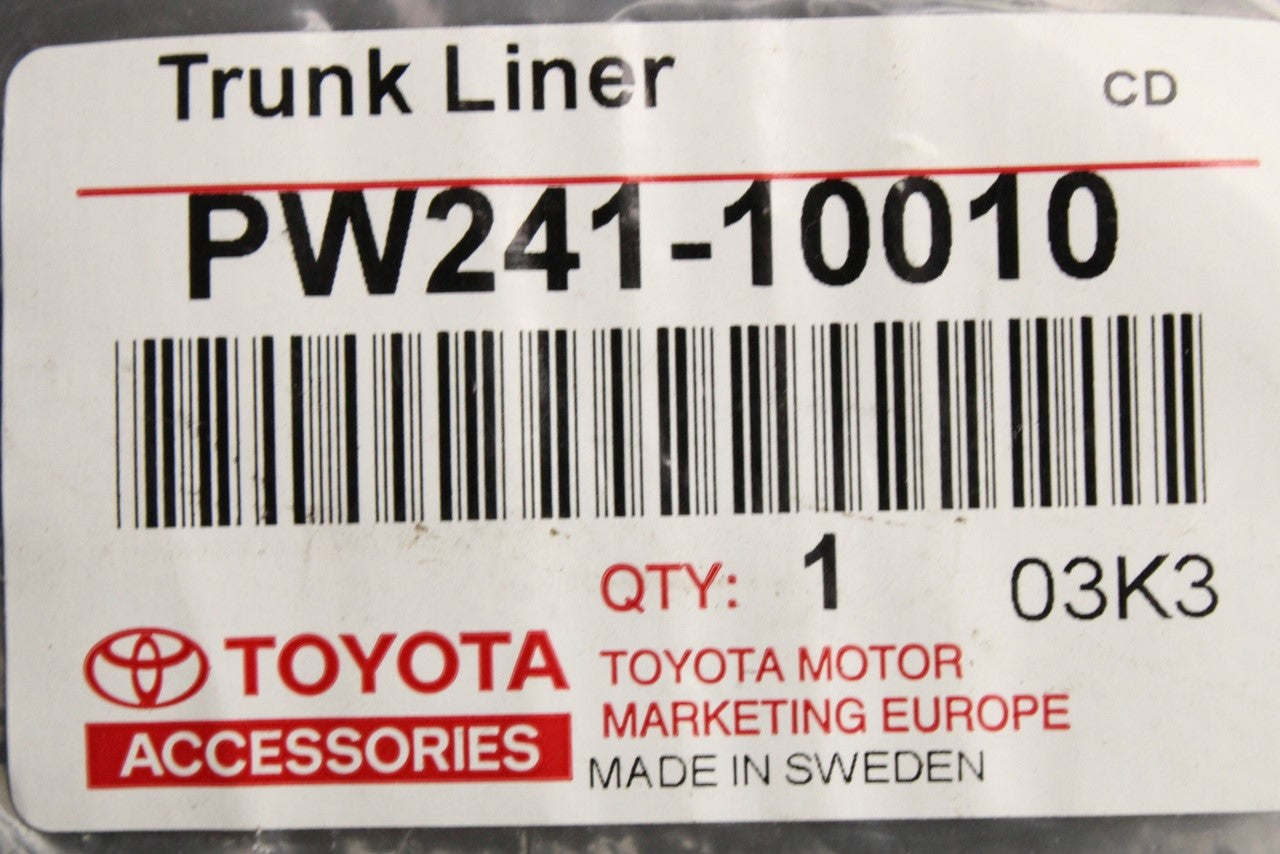 Trunk Liner CD
PW241-10010
QTY: 1 03K3
TOYOTA
ACCESSORIES
TOYOTA MOTOR
MARKETING EUROPE
MADE IN SWEDEN